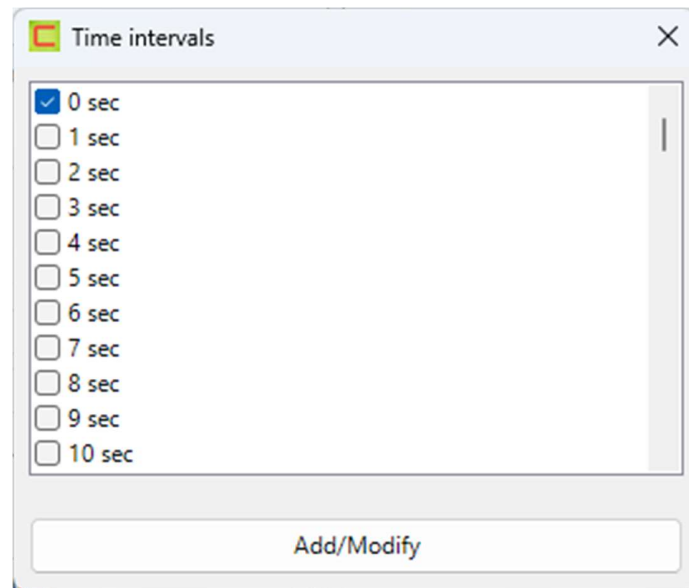 Time intervals
0 sec
1 sec
2 sec
3 sec
4 sec
5 sec
6 sec
7 sec
8 sec
9 sec
10 sec
Add/Modify